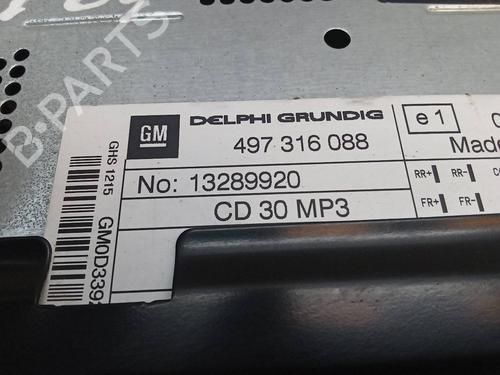 B-PARTS
GM
DELPHI GRUNDIG
e1
497 316 088
Made
No: 13289920
RR+
RR-
CD 30 MP3
FR+
FR-
GHS 1215
GM0D339